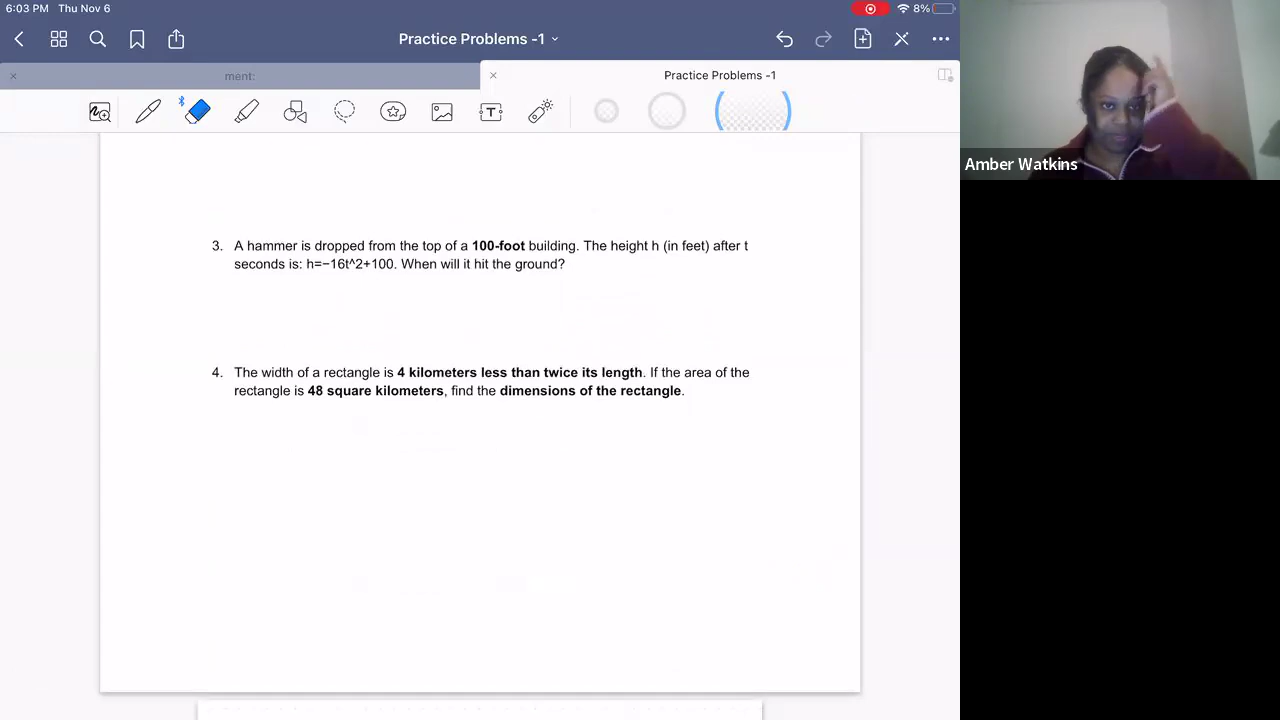 6:03 PM Thu Nov 6
8%
Practice Problems -1
ment:
Practice Problems -1
T
3. A hammer is dropped from the top of a 100-foot building. The height h (in feet) after t
seconds is: h=−16t^2+100. When will it hit the ground?
4. The width of a rectangle is 4 kilometers less than twice its length. If the area of the
rectangle is 48 square kilometers, find the dimensions of the rectangle.
Amber Watkins